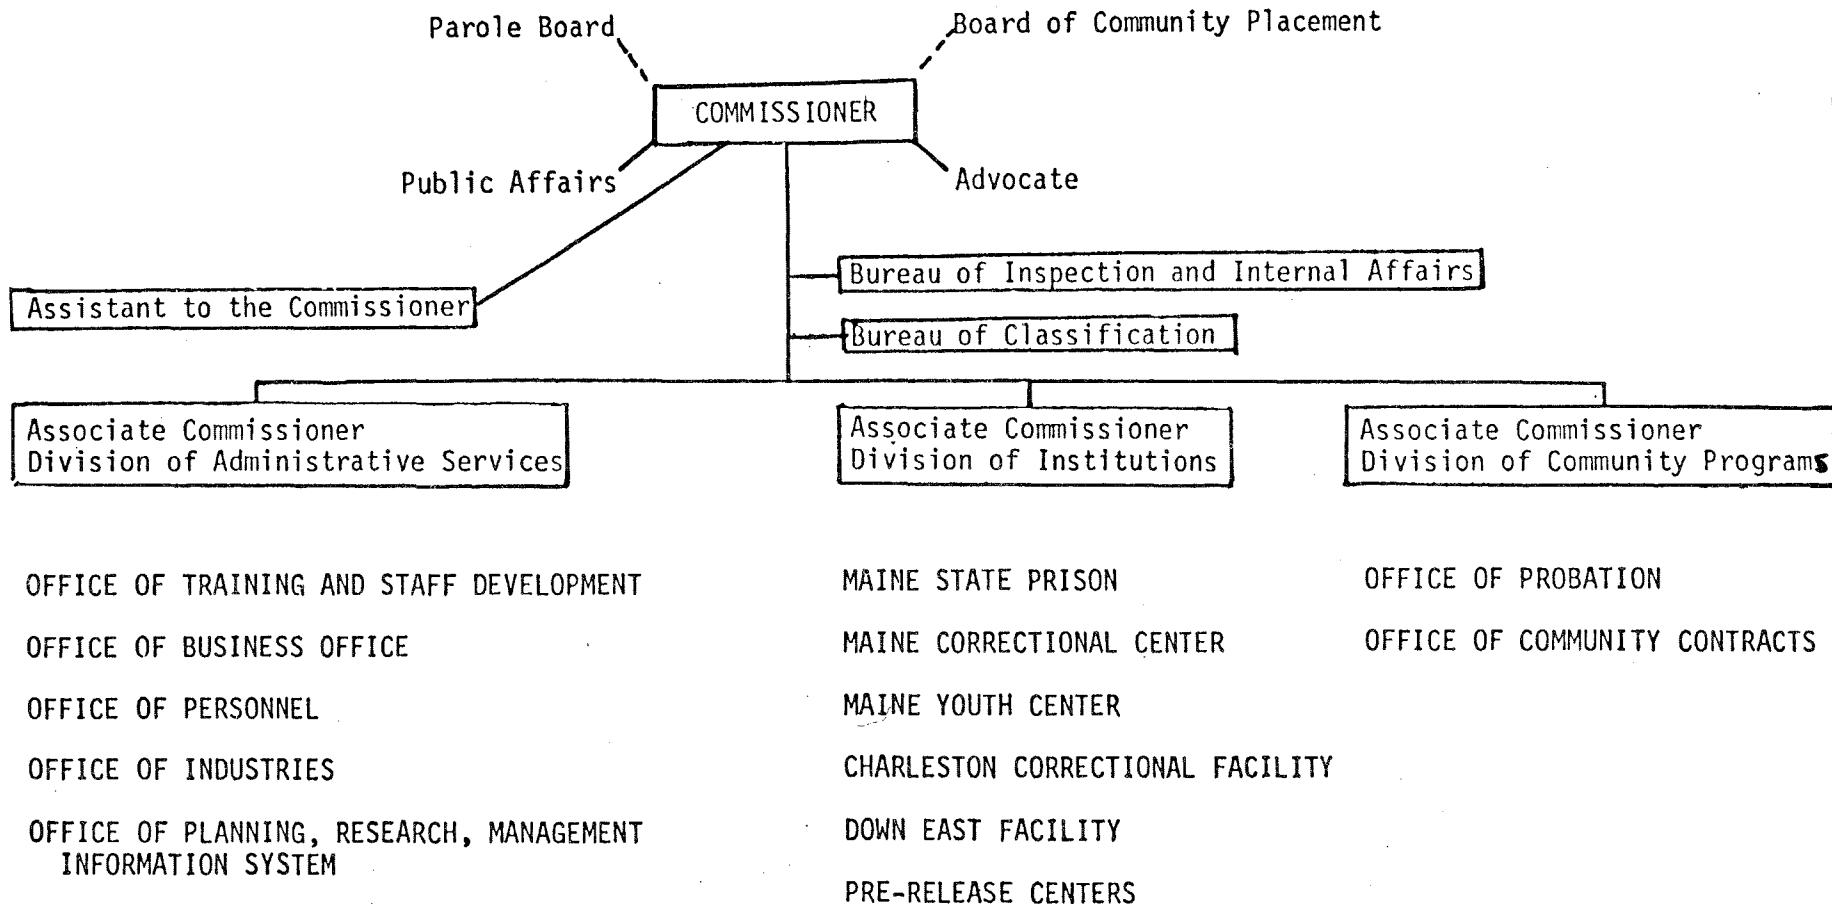 Parole Board
Board of Community Placement
COMMISSIONER
Public Affairs
Advocate
Bureau of Inspection and Internal Affairs
Assistant to the Commissioner
Bureau of Classification
Associate Commissioner
Division of Administrative Services
Associate Commissioner
Division of Institutions
Associate Commissioner
Division of Community Programs
OFFICE OF TRAINING AND STAFF DEVELOPMENT
OFFICE OF BUSINESS OFFICE
OFFICE OF PERSONNEL
OFFICE OF INDUSTRIES
OFFICE OF PLANNING, RESEARCH, MANAGEMENT
INFORMATION SYSTEM
MAINE STATE PRISON
MAINE CORRECTIONAL CENTER
MAINE YOUTH CENTER
CHARLESTON CORRECTIONAL FACILITY
DOWN EAST FACILITY
PRE-RELEASE CENTERS
OFFICE OF PROBATION
OFFICE OF COMMUNITY CONTRACTS